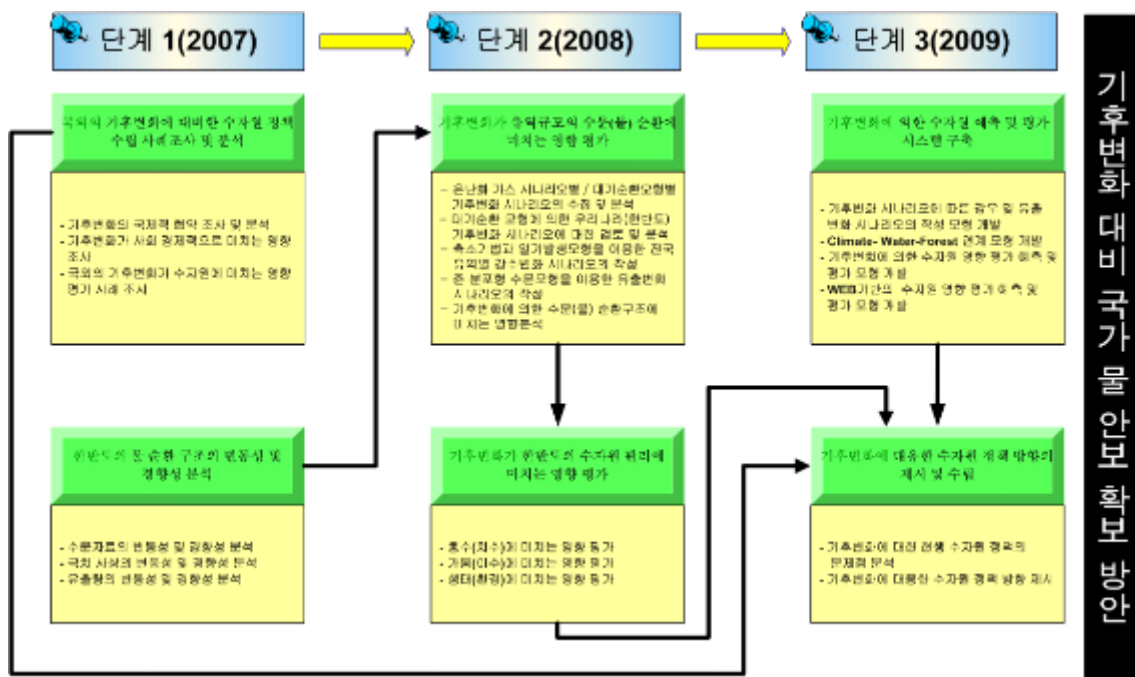 단계 1(2007)
단계 2(2008)
단계 3(2009)
국외의 기후변화에 대비한 수자원 정책
수립 사례조사 및 분석
- 기후변화의 국제적 협약 조사 및 분석
- 기후변화가 사회 경제적으로 미치는 영향
조사
- 국외의 기후변화가 수자원에 미치는 영향
평가 사례 조사
한반도의 물 순환 구조의 변동성 및
경향성 분석
- 수문자료의 변동성 및 경향성 분석
- 극치 사상의 변동성 및 경향성 분석
- 유출량의 변동성 및 경향성 분석
기후변화가 유역규모의 수문(물) 순환에
미치는 영향 평가
- 온난화 가스 시나리오별 / 대기순환모형별
기후변화 시나리오의 수집 및 분석
- 대기순환 모형에 의한 우리나라(한반도)
기후변화 시나리오에 대한 검토 및 분석
- 축소기법과 일기발생모형을 이용한 전국
유역별 강수변화 시나리오의 작성
- 준 분포형 수문모형을 이용한 유출변화
시나리오의 작성
- 기후변화에 의한 수문(물) 순환구조에
미치는 영향분석
기후변화가 한반도의 수자원 관리에
미치는 영향 평가
- 홍수(치수)에 미치는 영향 평가
- 가뭄(이수)에 미치는 영향 평가
- 생태(환경)에 미치는 영향 평가
기후변화에 의한 수자원 예측 및 평가
시스템 구축
- 기후변화 시나리오에 따른 강우 및 유출
변화 시나리오의 작성 모형 개발
- Climate- Water-Forest 연계 모형 개발
- 기후변화에 의한 수자원 영향 평가 예측 및
평가 모형 개발
- WEB기반의 수자원 영향 평가 예측 및
평가 모형 개발
기후변화에 대응한 수자원 정책 방향의
제시 및 수립
- 기후변화에 대한 현행 수자원 정책의
문제점 분석
- 기후변화에 대응한 수자원 정책 방향 제시
기후변화 대비 국가 물 안보 확보 방안